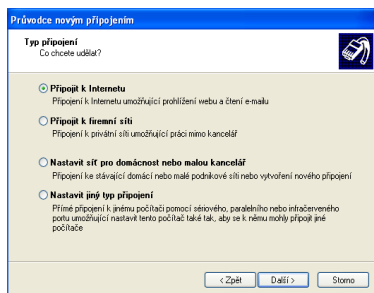 Průvodce novým připojením
Typ připojení
Co chcete udělat?
Připojit k Internetu
Připojení k Internetu umožňující prohlížení webu a čtení e-mailu
Připojit k firemní síti
Připojení k privátní síti umožňující práci mimo kancelář
Nastavit síť pro domácnost nebo malou kancelář
Připojení ke stávající domácí nebo malé podnikové síti nebo vytvoření nového připojení
Nastavit jiný typ připojení
Přímé připojení k jinému počítači pomocí sériového, paralelního nebo infračerveného
portu umožňující nastavit tento počítač také tak, aby se k němu mohly připojit jiné
počítače
< Zpět
Další >
Storno